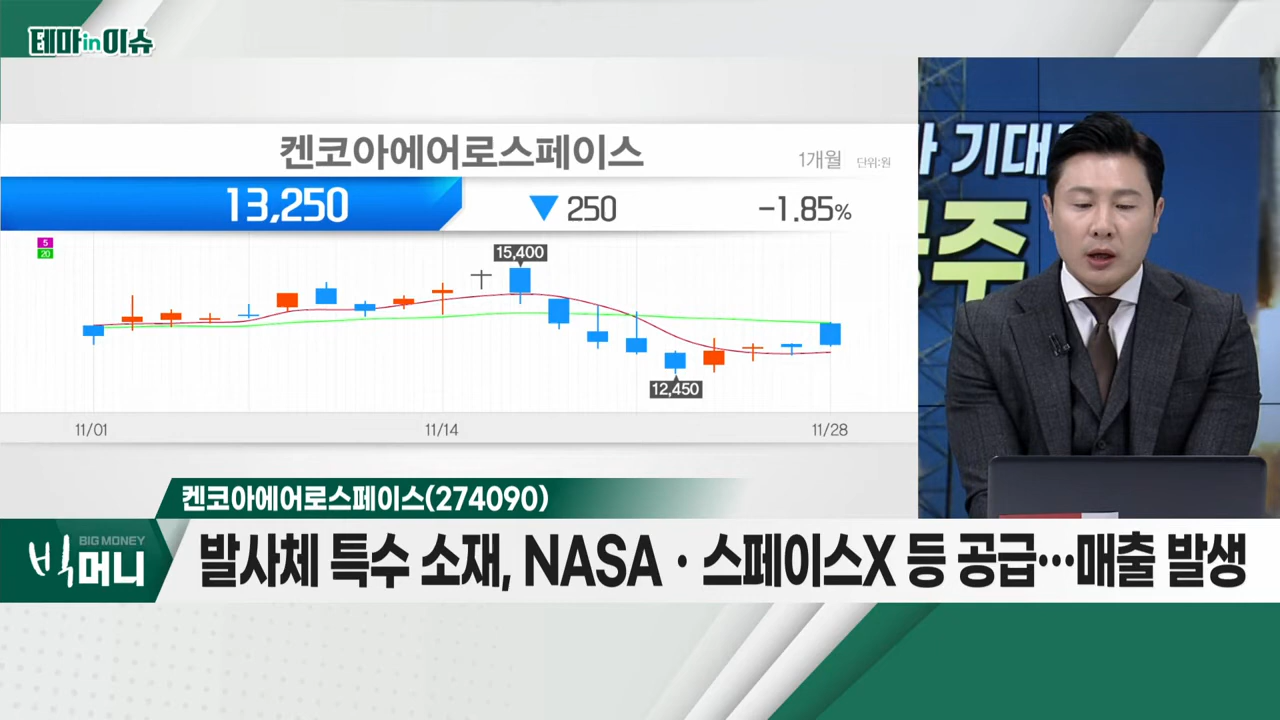 테마in이슈
켄코아에어로스페이스
1개월 단위:원
13,250 ▼ 250 -1.85%
5
20
15,400
12,450
11/01 11/14 11/28
기대
주
켄코아에어로스페이스(274090)
BIG MONEY
빅머니
발사체 특수 소재, NASA · 스페이스X 등 공급…매출 발생